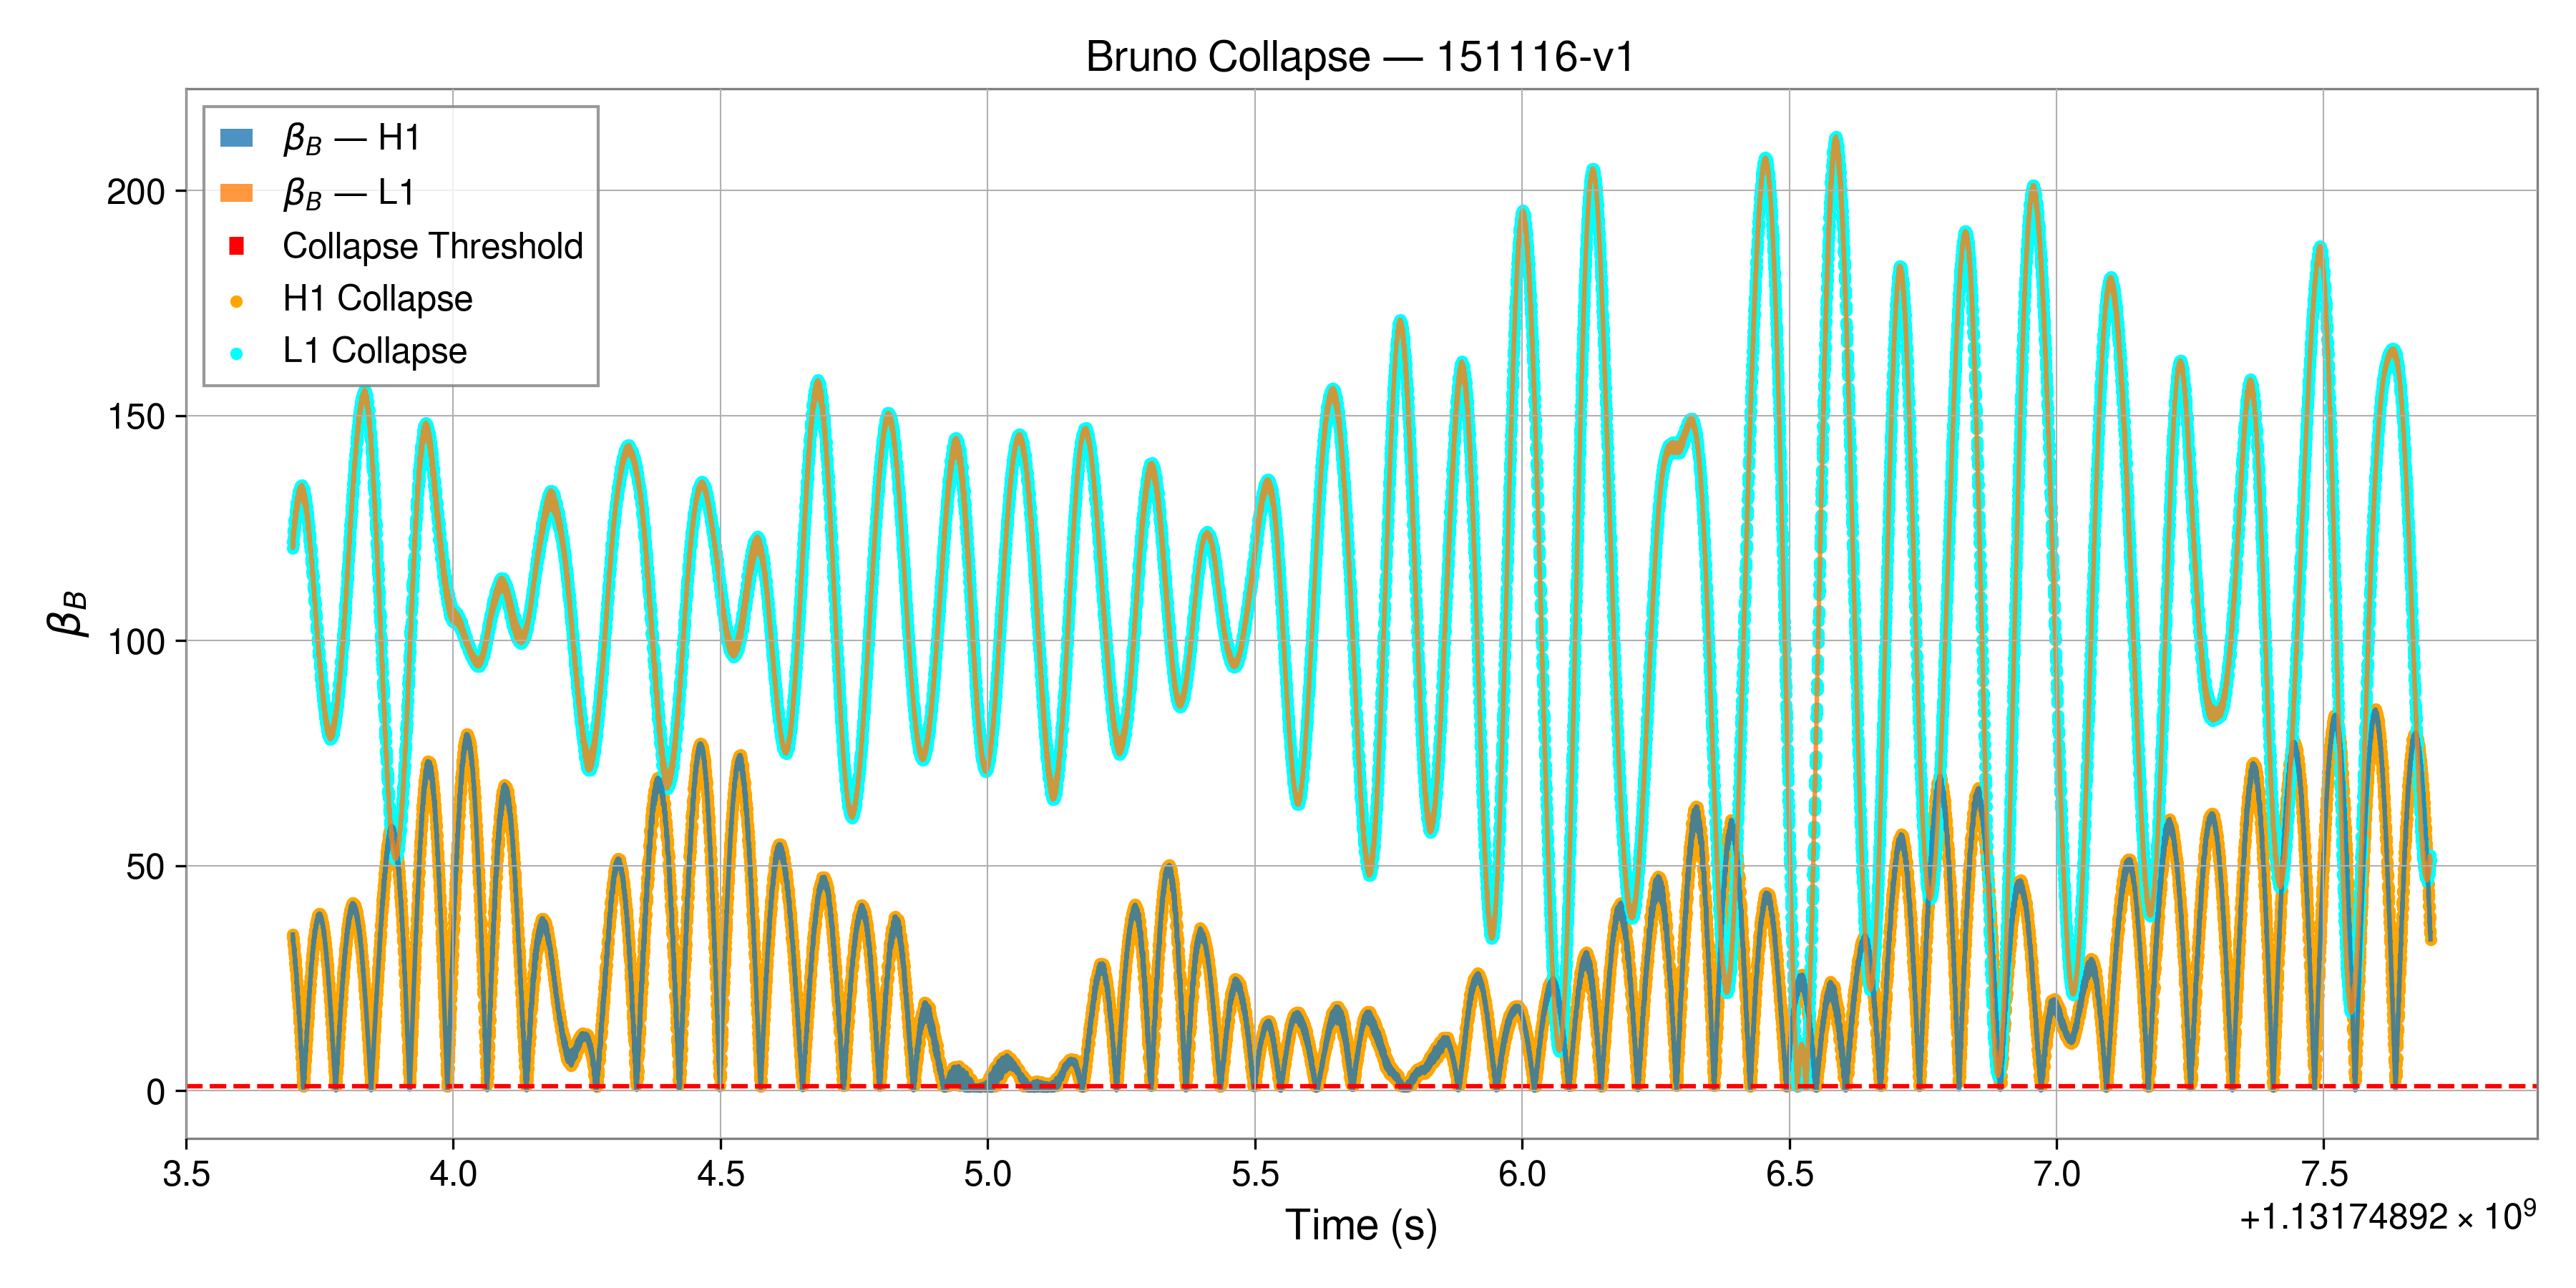 Bruno Collapse — 151116-v1
β_B — H1
β_B — L1
Collapse Threshold
H1 Collapse
L1 Collapse
200
150
100
50
0
β_B
3.5 4.0 4.5 5.0 5.5 6.0 6.5 7.0 7.5
Time (s)
+1.13174892 × 10⁹